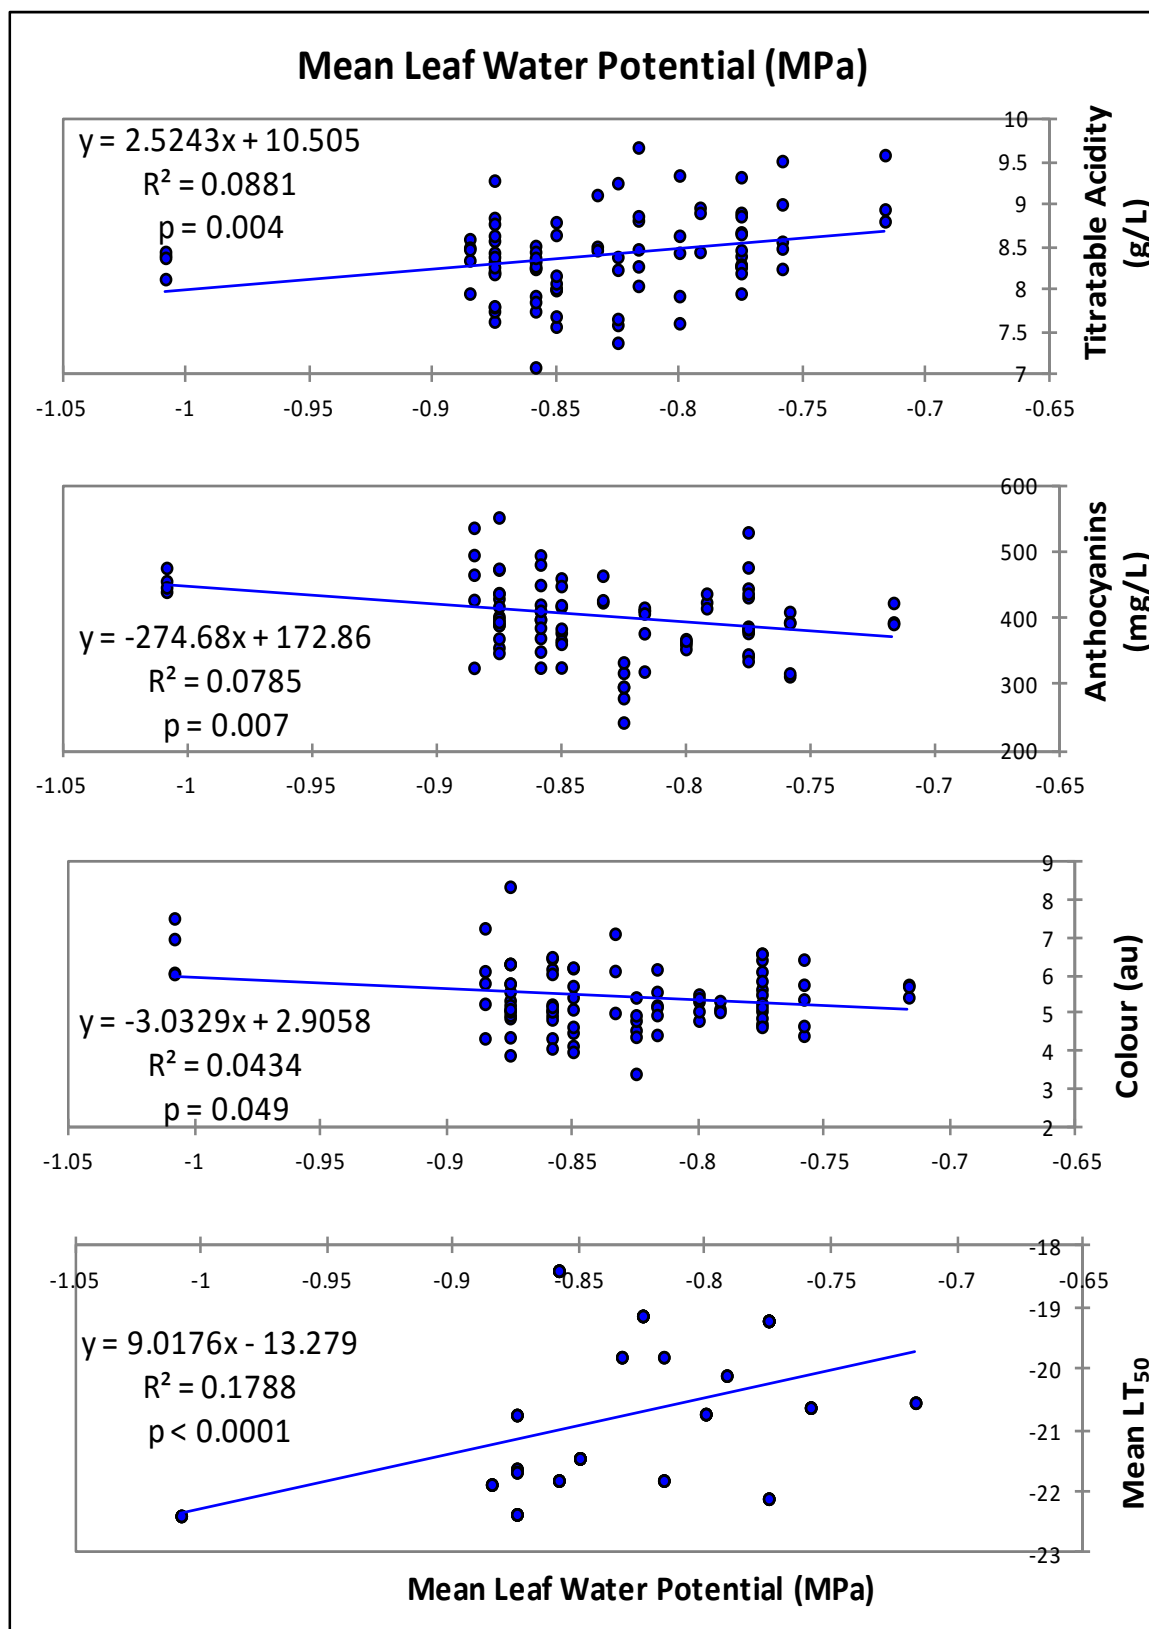 Mean Leaf Water Potential (MPa)
y = 2.5243x + 10.505
R² = 0.0881
p = 0.004
10
9.5
9
8.5
8
7.5
7
Titratable Acidity
(g/L)
-1.05 -1 -0.95 -0.9 -0.85 -0.8 -0.75 -0.7 -0.65
y = -274.68x + 172.86
R² = 0.0785
p = 0.007
600
500
400
300
200
Anthocyanins
(mg/L)
-1.05 -1 -0.95 -0.9 -0.85 -0.8 -0.75 -0.7 -0.65
y = -3.0329x + 2.9058
R² = 0.0434
p = 0.049
9
8
7
6
5
4
3
2
Colour (au)
-1.05 -1 -0.95 -0.9 -0.85 -0.8 -0.75 -0.7 -0.65
-1.05 -1 -0.95 -0.9 -0.85 -0.8 -0.75 -0.7 -0.65
y = 9.0176x - 13.279
R² = 0.1788
p < 0.0001
-18
-19
-20
-21
-22
-23
Mean LT₅₀
Mean Leaf Water Potential (MPa)